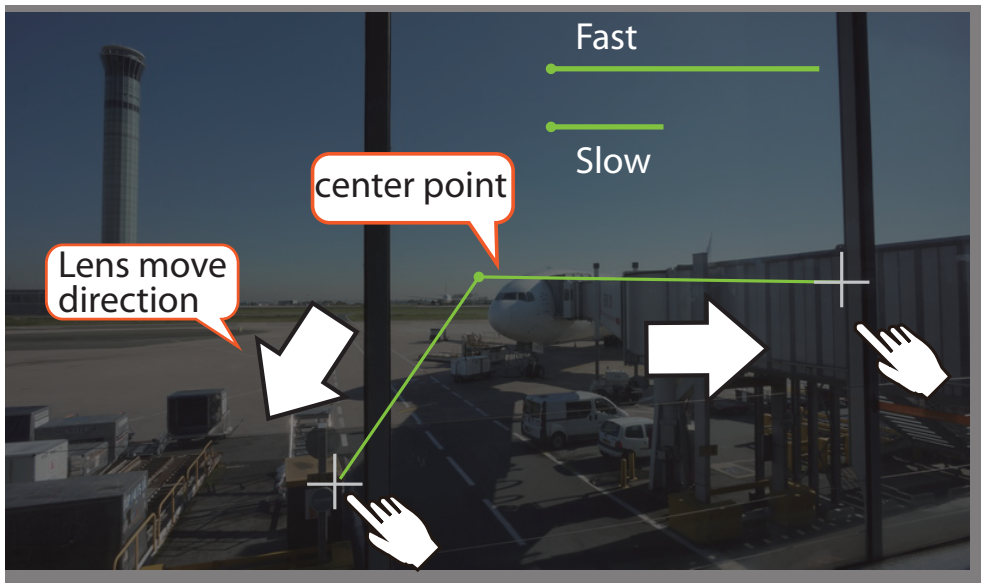 Fast
Slow
center point
Lens move
direction